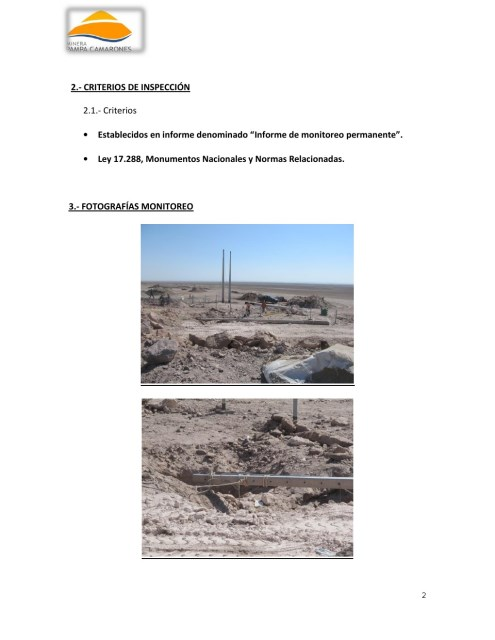 MINERA
PAMPA CAMARONES
2.- CRITERIOS DE INSPECCIÓN
2.1.- Criterios
• Establecidos en informe denominado “Informe de monitoreo permanente”.
• Ley 17.288, Monumentos Nacionales y Normas Relacionadas.
3.- FOTOGRAFÍAS MONITOREO
2